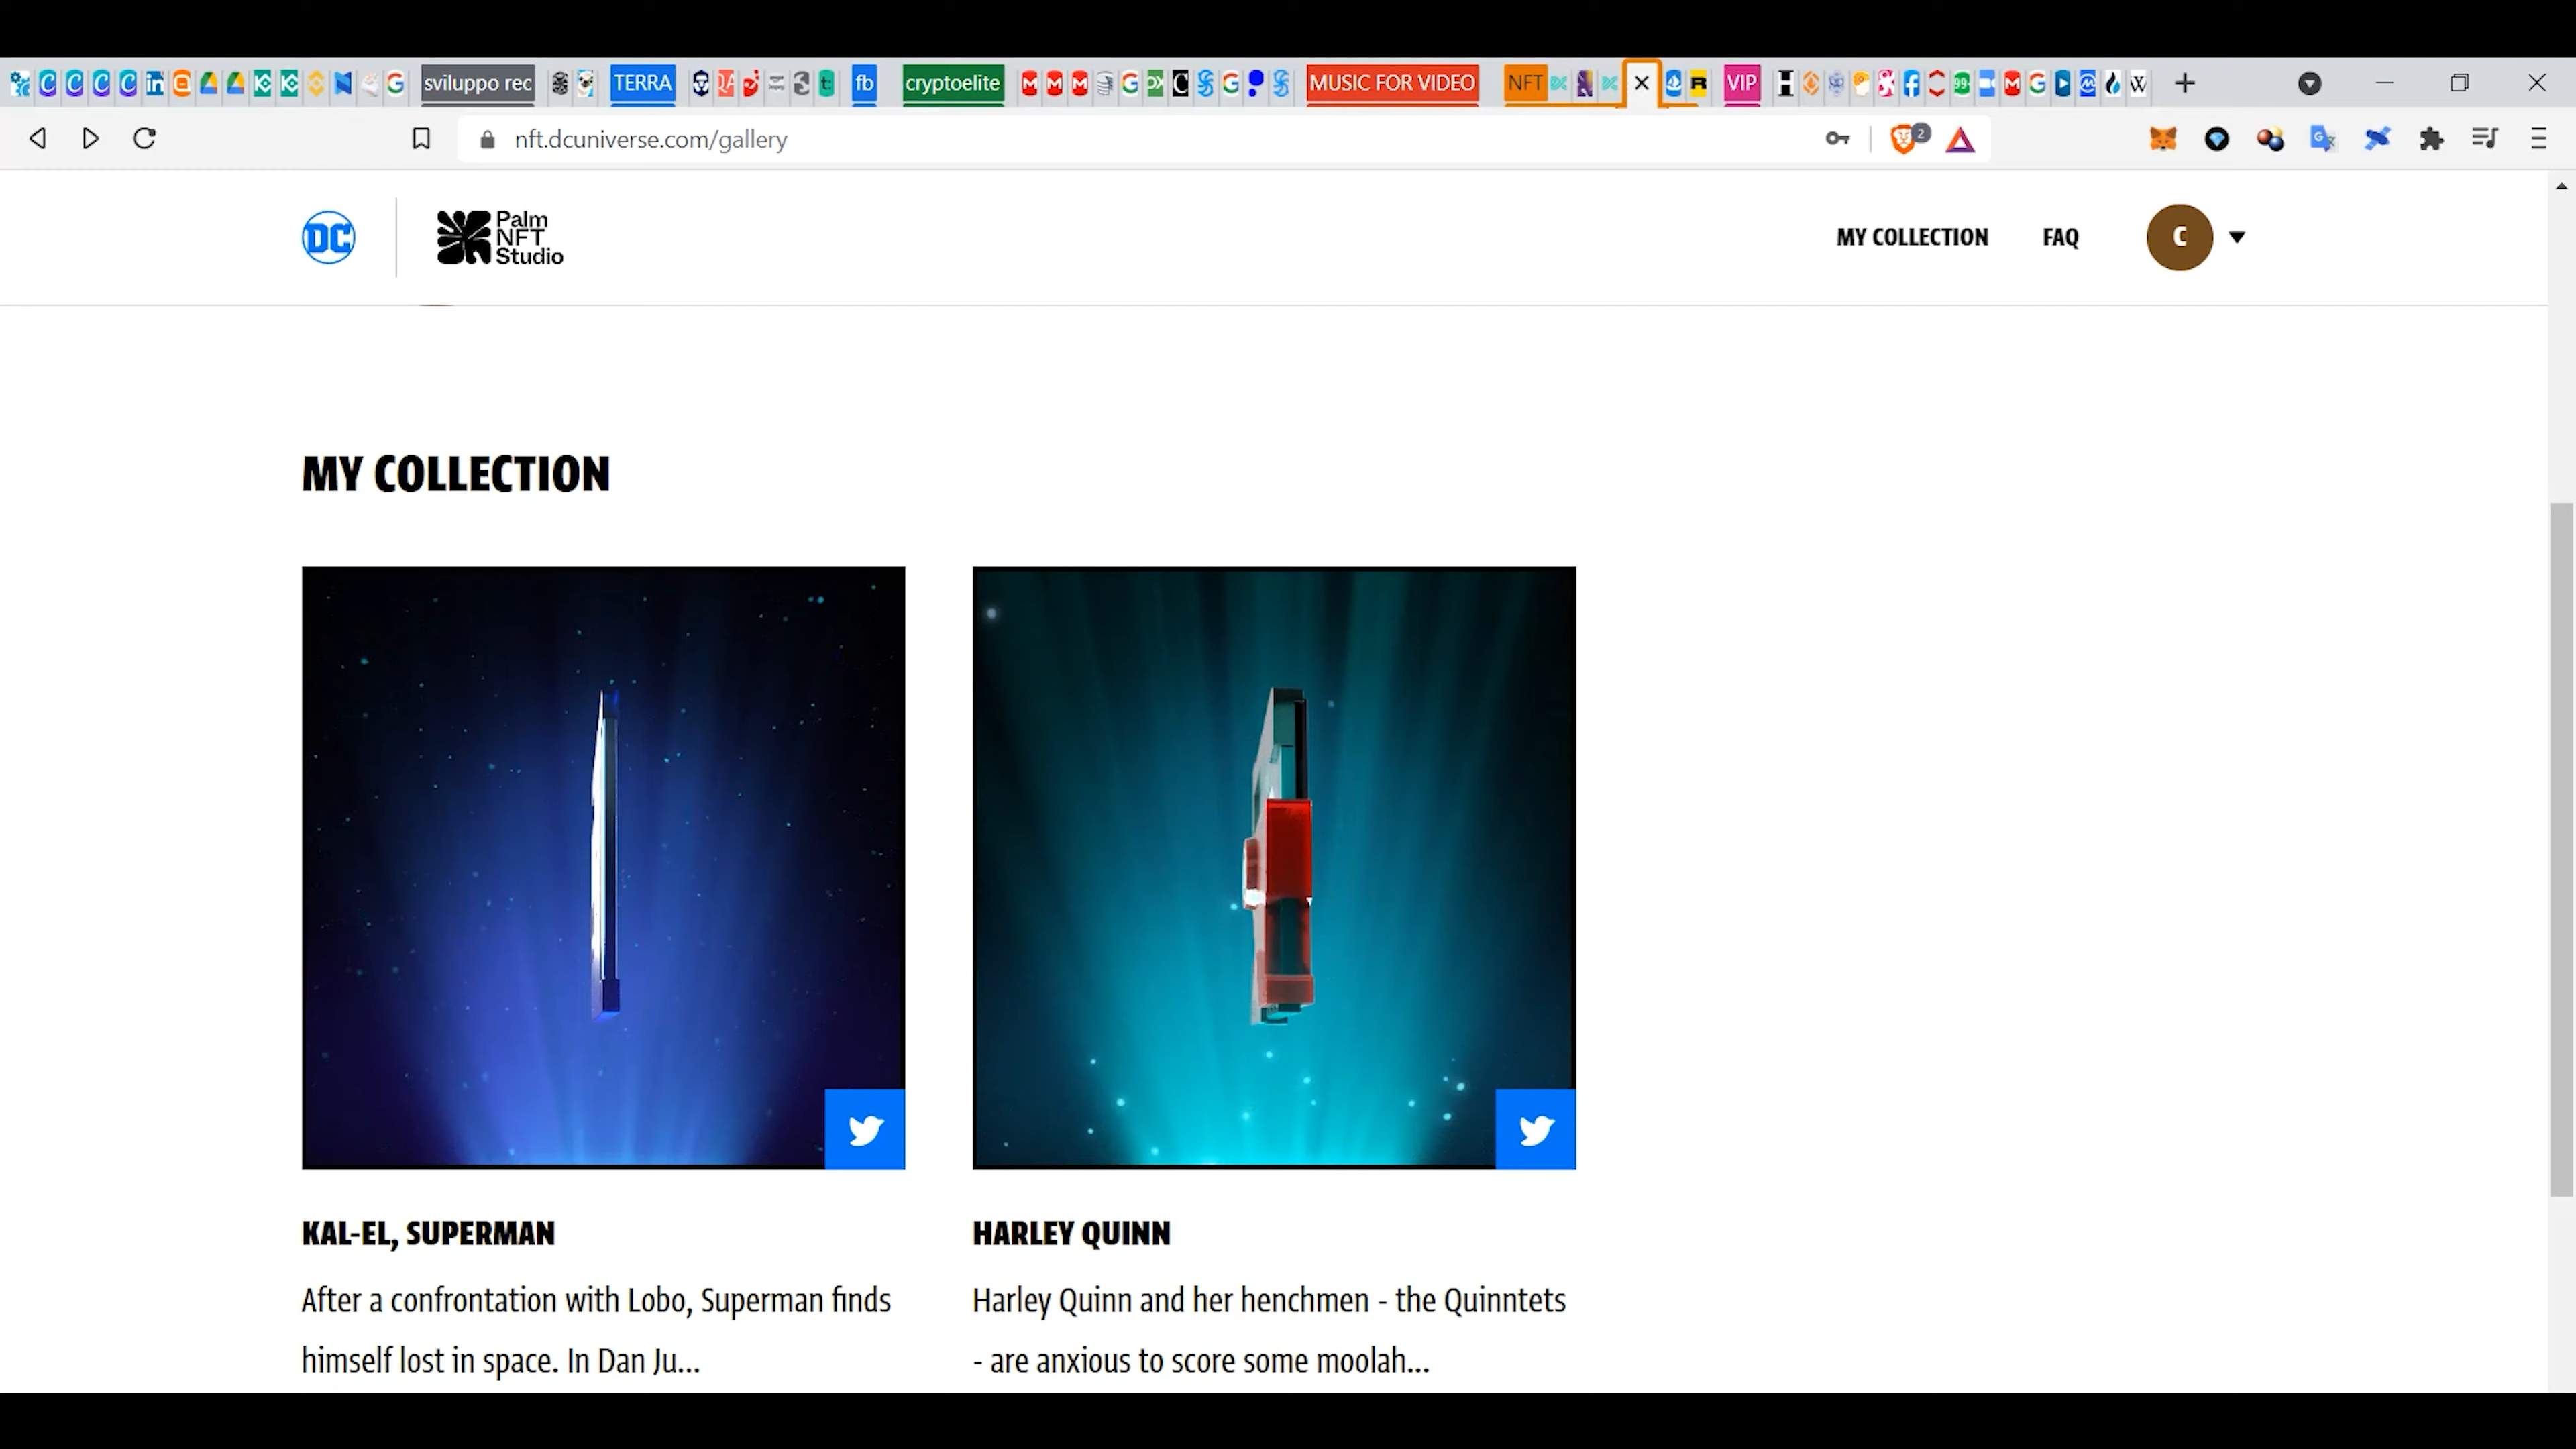 sviluppo rec
TERRA
fb
cryptoelite
MUSIC FOR VIDEO
NFT
VIP
nft.dcuniverse.com/gallery
2
DC
Palm
NFT
Studio
MY COLLECTION
FAQ
C
MY COLLECTION
KAL-EL, SUPERMAN
After a confrontation with Lobo, Superman finds
himself lost in space. In Dan Ju...
HARLEY QUINN
Harley Quinn and her henchmen - the Quinntets
- are anxious to score some moolah...